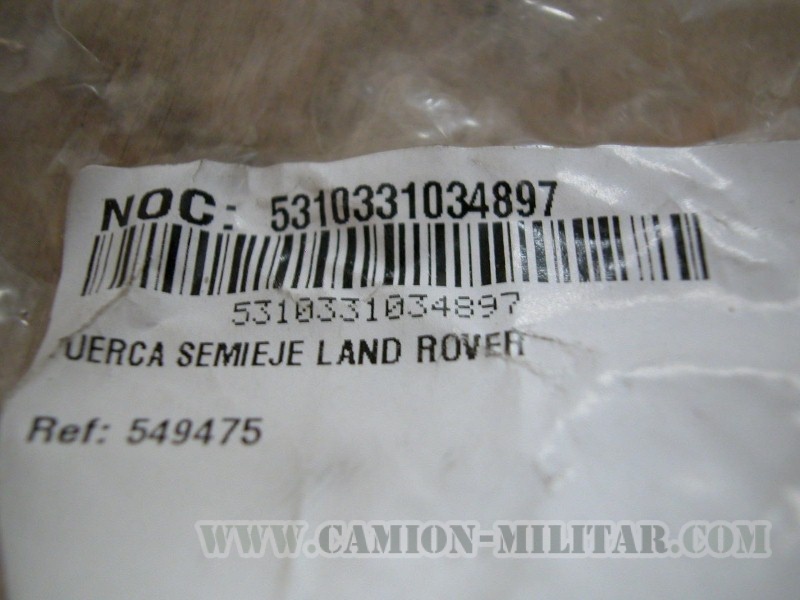 NOC: 5310331034897
5310331034897
UERCA SEMIEJE LAND ROVER
Ref: 549475
WWW.CAMION-MILITAR.COM